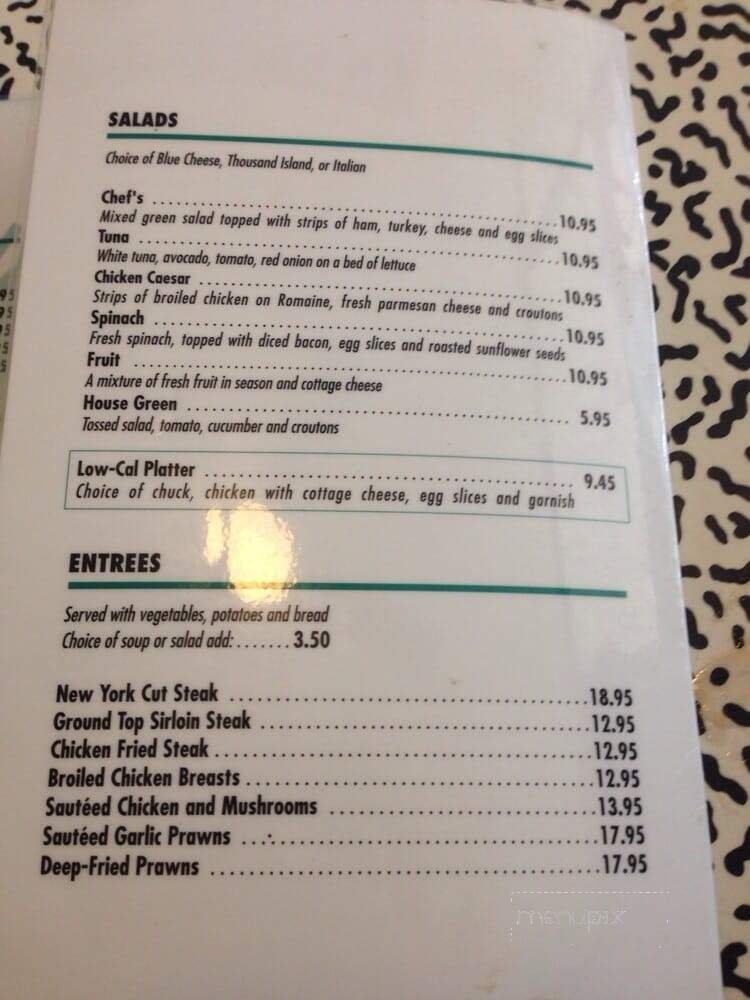 SALADS
Choice of Blue Cheese, Thousand Island, or Italian
Chef's ........ 10.95
Mixed green salad topped with strips of ham, turkey, cheese and egg slices
Tuna ........ 10.95
White tuna, avocado, tomato, red onion on a bed of lettuce
Chicken Caesar ........ 10.95
Strips of broiled chicken on Romaine, fresh parmesan cheese and croutons
Spinach ........ 10.95
Fresh spinach, topped with diced bacon, egg slices and roasted sunflower seeds
Fruit ........ 10.95
A mixture of fresh fruit in season and cottage cheese
House Green ........ 5.95
Tossed salad, tomato, cucumber and croutons
Low-Cal Platter ........ 9.45
Choice of chuck, chicken with cottage cheese, egg slices and garnish
ENTREES
Served with vegetables, potatoes and bread
Choice of soup or salad add:.......3.50
New York Cut Steak ........ 18.95
Ground Top Sirloin Steak ........ 12.95
Chicken Fried Steak ........ 12.95
Broiled Chicken Breasts ........ 12.95
Sautéed Chicken and Mushrooms ........ 13.95
Sautéed Garlic Prawns ........ 17.95
Deep-Fried Prawns ........ 17.95
menupix